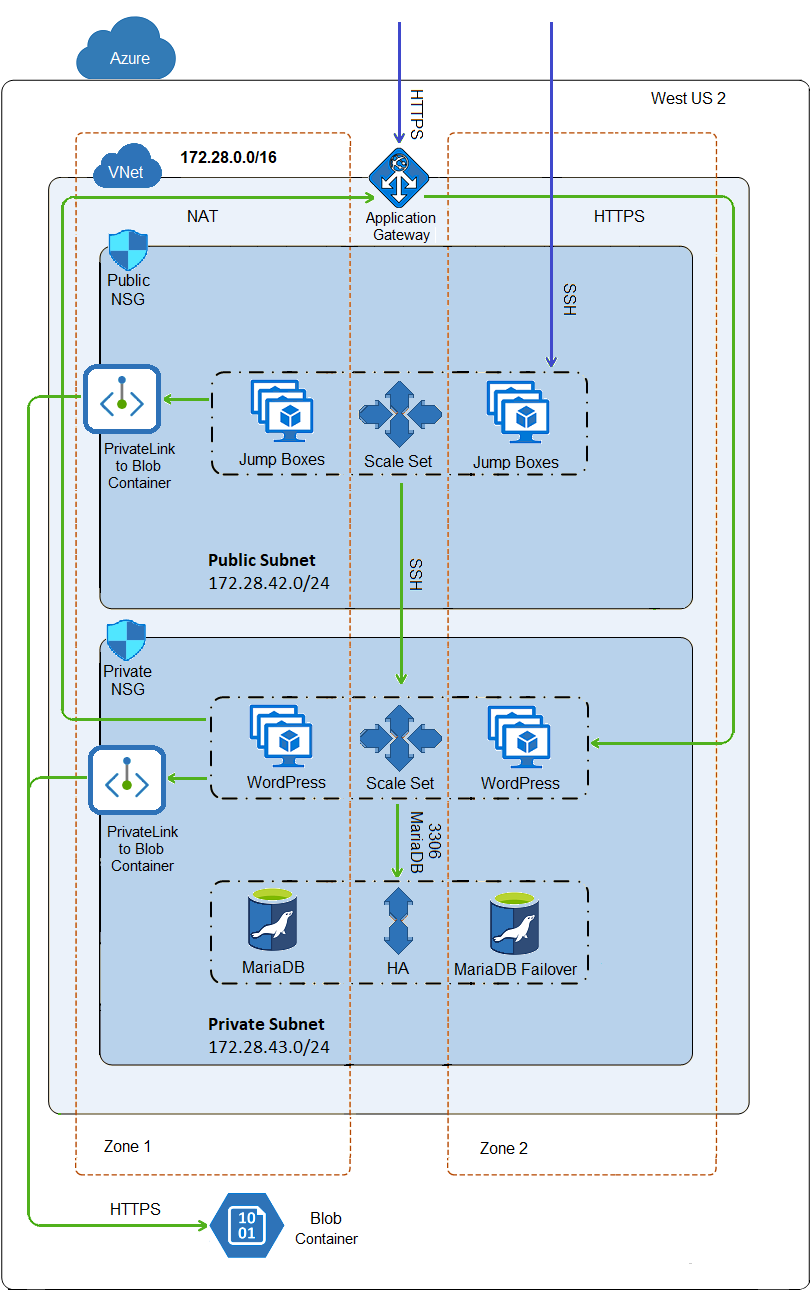 Azure
West US 2
HTTPS
VNet
172.28.0.0/16
NAT
Application
Gateway
HTTPS
Public
NSG
SSH
PrivateLink
to Blob
Container
Jump Boxes
Scale Set
Jump Boxes
Public Subnet
172.28.42.0/24
SSH
Private
NSG
WordPress
Scale Set
WordPress
PrivateLink
to Blob
Container
3306
MariaDB
MariaDB
HA
MariaDB Failover
Private Subnet
172.28.43.0/24
Zone 1
Zone 2
HTTPS
10
01
Blob
Container